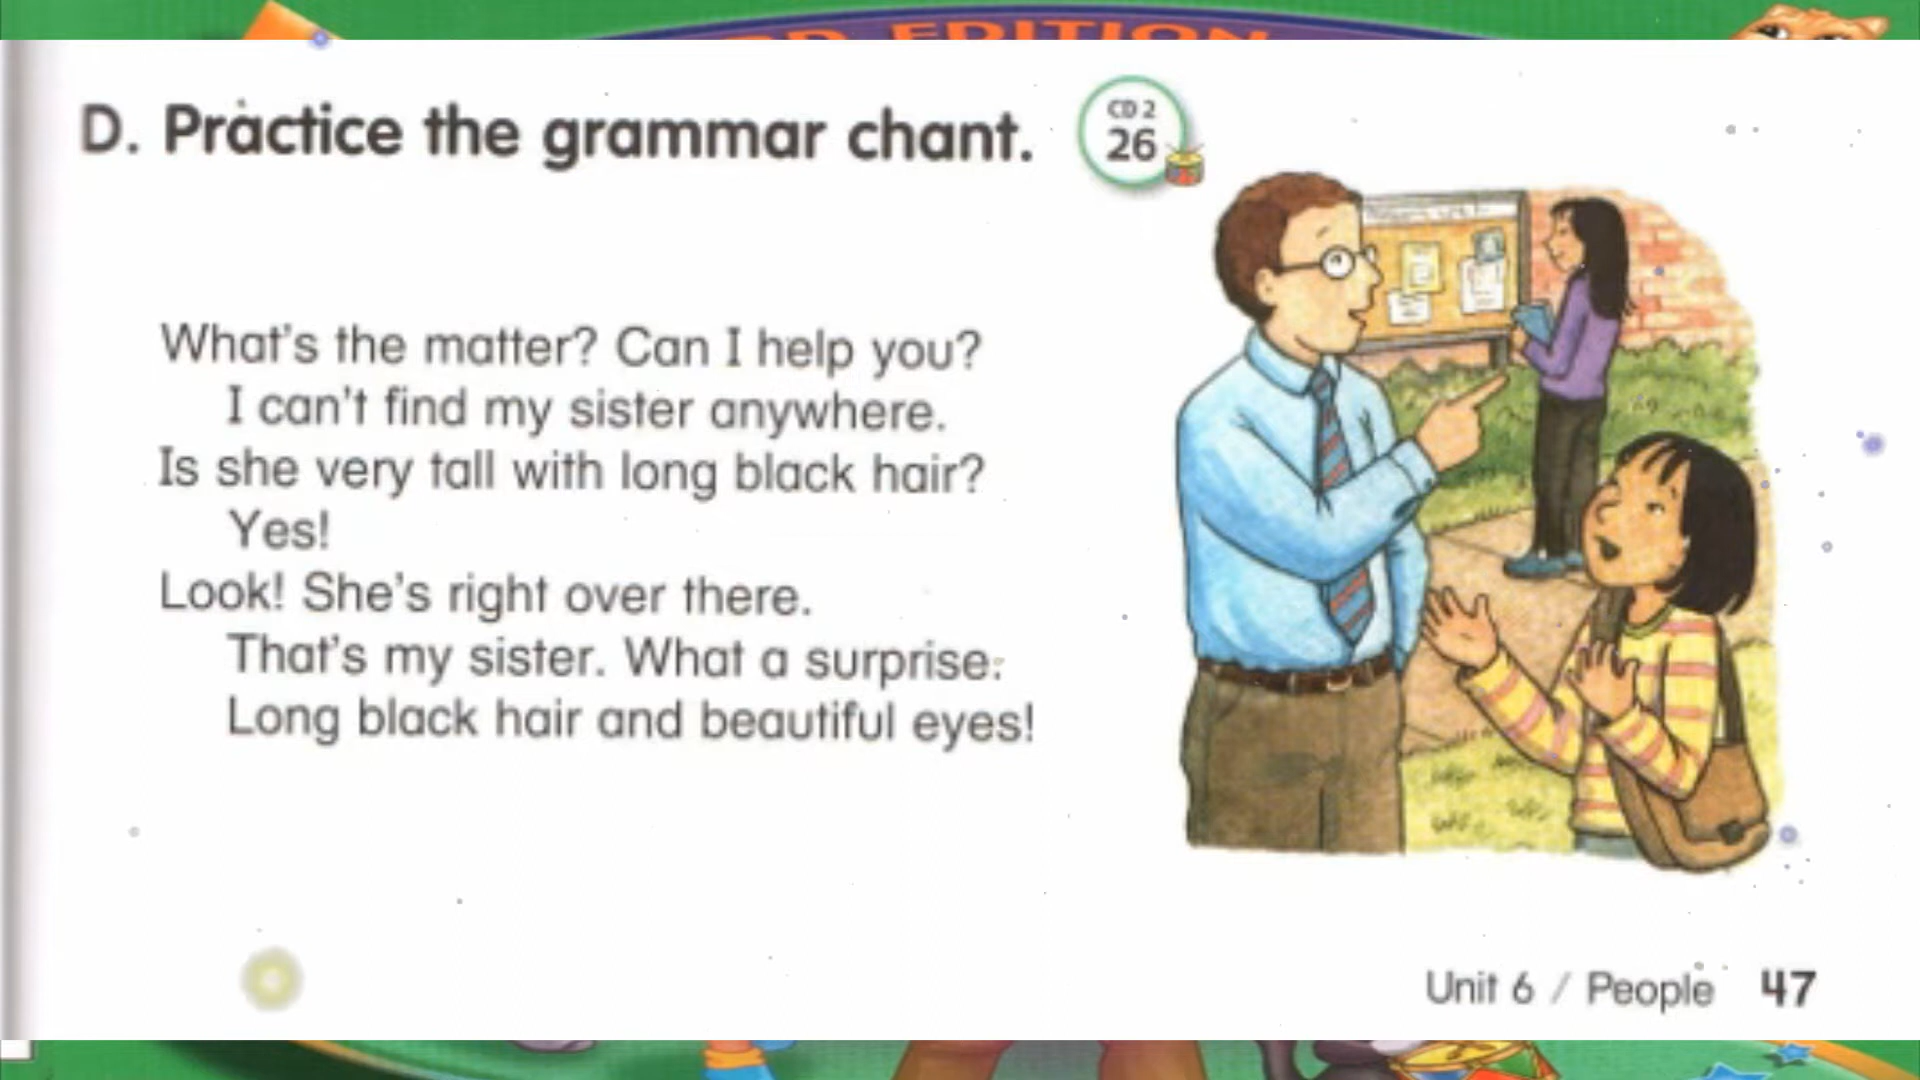 EDITION
D. Practice the grammar chant.
CD 2
26
What's the matter? Can I help you?
I can't find my sister anywhere.
Is she very tall with long black hair?
Yes!
Look! She's right over there.
That's my sister. What a surprise.
Long black hair and beautiful eyes!
Unit 6 / People 47